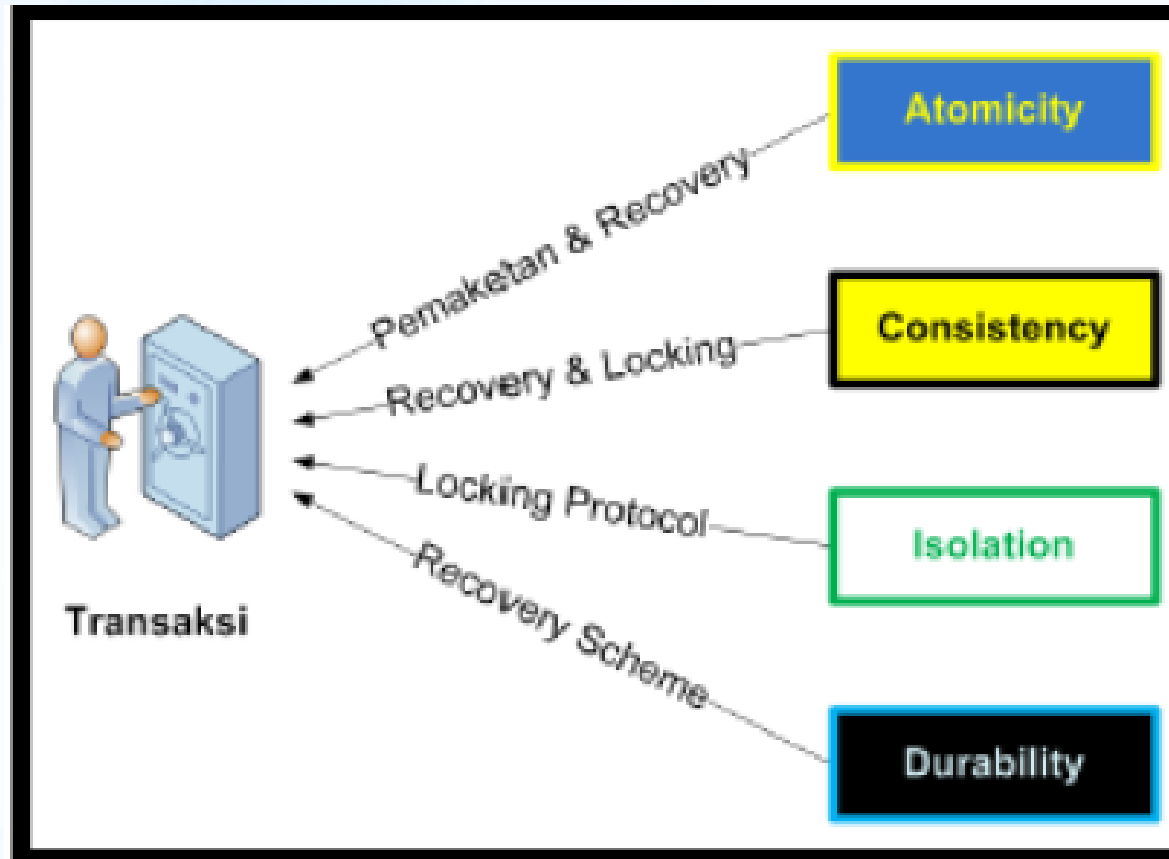 Atomicity
Pemaketan & Recovery
Consistency
Recovery & Locking
Locking Protocol
Isolation
Recovery Scheme
Transaksi
Durability